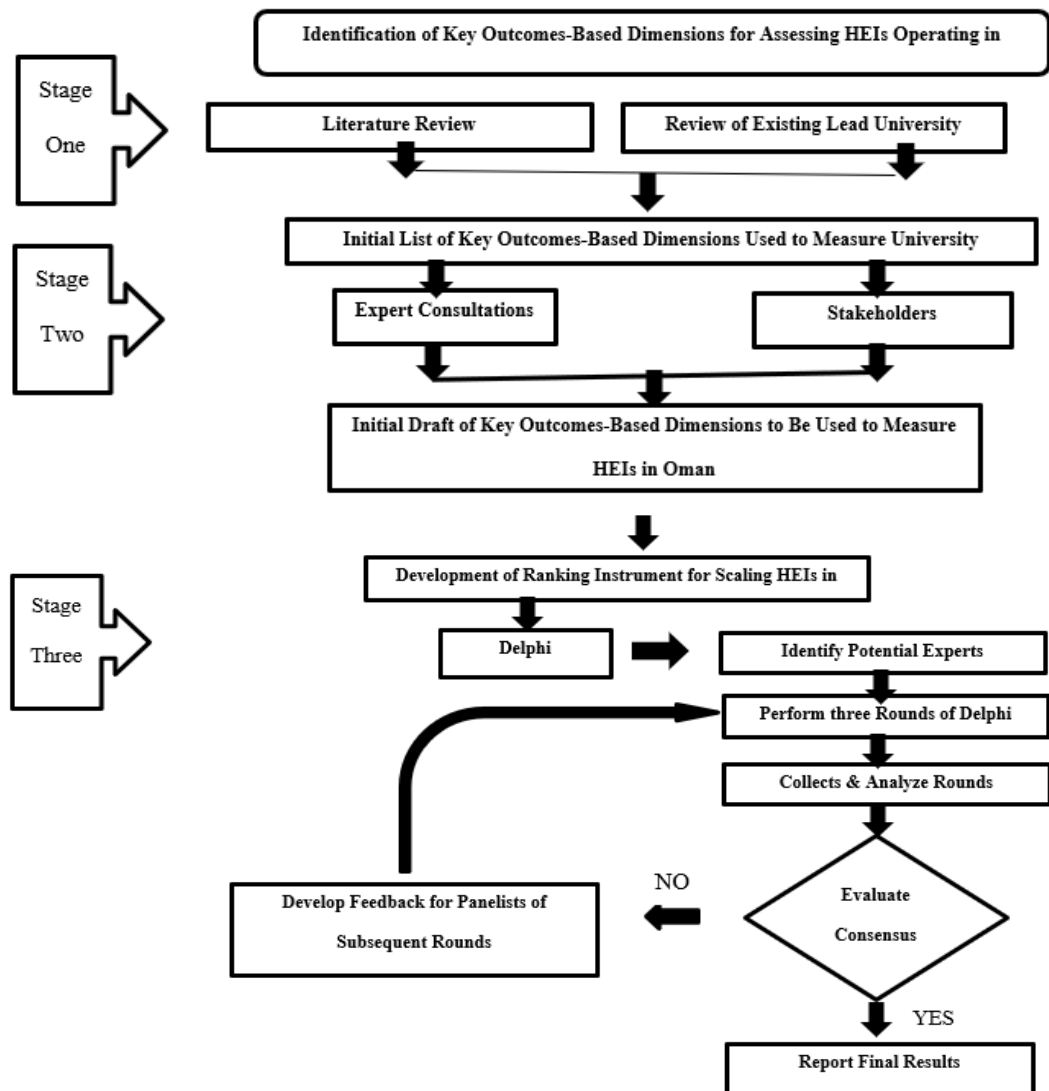 Identification of Key Outcomes-Based Dimensions for Assessing HEIs Operating in
Stage
One
Literature Review
Review of Existing Lead University
Initial List of Key Outcomes-Based Dimensions Used to Measure University
Stage
Two
Expert Consultations
Stakeholders
Initial Draft of Key Outcomes-Based Dimensions to Be Used to Measure
HEIs in Oman
Development of Ranking Instrument for Scaling HEIs in
Stage
Three
Delphi
Identify Potential Experts
Perform three Rounds of Delphi
Collects & Analyze Rounds
Evaluate
Consensus
NO
Develop Feedback for Panelists of
Subsequent Rounds
YES
Report Final Results